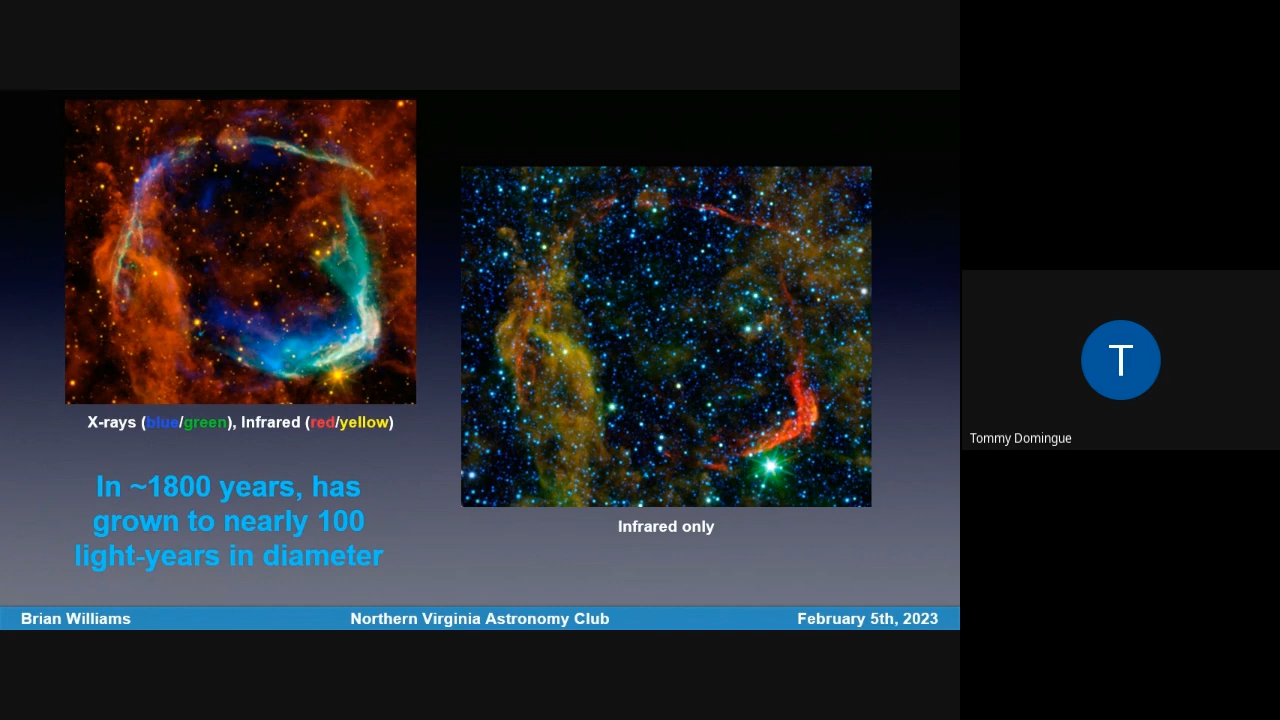 X-rays (blue/green), Infrared (red/yellow)
In ~1800 years, has
grown to nearly 100
light-years in diameter
Infrared only
Brian Williams
Northern Virginia Astronomy Club
February 5th, 2023
T
Tommy Domingue